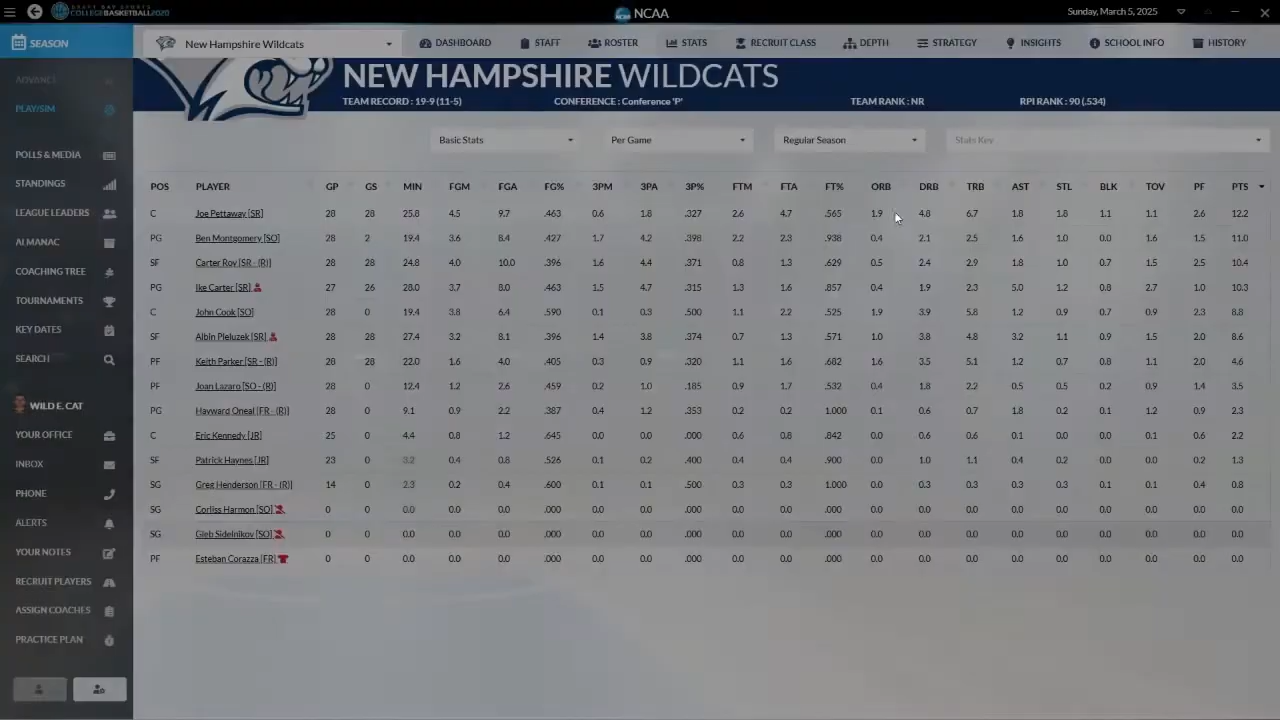 DRAFT DAY SPORTS
COLLEGE BASKETBALL 2020
NCAA
Sunday, March 5, 2025
SEASON
New Hampshire Wildcats
DASHBOARD STAFF ROSTER STATS RECRUIT CLASS DEPTH STRATEGY INSIGHTS SCHOOL INFO HISTORY
NEW HAMPSHIRE WILDCATS
TEAM RECORD : 19-9 (11-5) CONFERENCE : Conference 'P' TEAM RANK : NR RPI RANK : 90 (.534)
ADVANCE
PLAY/SIM
POLLS & MEDIA
STANDINGS
LEAGUE LEADERS
ALMANAC
COACHING TREE
TOURNAMENTS
KEY DATES
SEARCH
WILD E. CAT
YOUR OFFICE
INBOX
PHONE
ALERTS
YOUR NOTES
RECRUIT PLAYERS
ASSIGN COACHES
PRACTICE PLAN
Basic Stats Per Game Regular Season Stats Key
POS PLAYER GP GS MIN FGM FGA FG% 3PM 3PA 3P% FTM FTA FT% ORB DRB TRB AST STL BLK TOV PF PTS
C Joe Pettaway [SR] 28 28 25.8 4.5 9.7 .463 0.6 1.8 .327 2.6 4.7 .565 1.9 4.8 6.7 1.8 1.8 1.1 1.1 2.6 12.2
PG Ben Montgomery [SO] 28 2 19.4 3.6 8.4 .427 1.7 4.2 .398 2.2 2.3 .938 0.4 2.1 2.5 1.6 1.0 0.0 1.6 1.5 11.0
SF Carter Roy [SR - (R)] 28 28 24.8 4.0 10.0 .396 1.6 4.4 .371 0.8 1.3 .629 0.5 2.4 2.9 1.8 1.0 0.7 1.5 2.5 10.4
PG Ike Carter [SR] 27 26 28.0 3.7 8.0 .463 1.5 4.7 .315 1.3 1.6 .857 0.4 1.9 2.3 5.0 1.2 0.8 2.7 1.0 10.3
C John Cook [SO] 28 0 19.4 3.8 6.4 .590 0.1 0.3 .500 1.1 2.2 .525 1.9 3.9 5.8 1.2 0.9 0.7 0.9 2.3 8.8
SF Albin Pieluzek [SR] 28 28 27.4 3.2 8.1 .396 1.4 3.8 .374 0.7 1.3 .571 1.0 3.8 4.8 3.2 1.1 0.9 1.5 2.0 8.6
PF Keith Parker [SR - (R)] 28 28 22.0 1.6 4.0 .405 0.3 0.9 .320 1.1 1.6 .682 1.6 3.5 5.1 1.2 0.7 0.8 1.1 2.0 4.6
PF Joan Lazaro [SO - (R)] 28 0 12.4 1.2 2.6 .459 0.2 1.0 .185 0.9 1.7 .532 0.4 1.8 2.2 0.5 0.5 0.2 0.9 1.4 3.5
PG Hayward Oneal [FR - (R)] 28 0 9.1 0.9 2.2 .387 0.4 1.2 .353 0.2 0.2 1.000 0.1 0.6 0.7 1.8 0.2 0.1 1.2 0.9 2.3
C Eric Kennedy [JR] 25 0 4.4 0.8 1.2 .645 0.0 0.0 .000 0.6 0.8 .842 0.0 0.6 0.6 0.1 0.0 0.0 0.1 0.6 2.2
SF Patrick Haynes [JR] 23 0 3.2 0.4 0.8 .526 0.1 0.2 .400 0.4 0.4 .900 0.0 1.0 1.1 0.4 0.2 0.0 0.0 0.2 1.3
SG Greg Henderson [FR - (R)] 14 0 2.3 0.2 0.4 .600 0.1 0.1 .500 0.3 0.3 1.000 0.0 0.3 0.3 0.3 0.1 0.1 0.4 0.8
SG Corliss Harmon [SO] 0 0 0.0 0.0 0.0 .000 0.0 0.0 .000 0.0 0.0 .000 0.0 0.0 0.0 0.0 0.0 0.0 0.0 0.0 0.0
SG Gleb Sidelnikov [SO] 0 0 0.0 0.0 0.0 .000 0.0 0.0 .000 0.0 0.0 .000 0.0 0.0 0.0 0.0 0.0 0.0 0.0 0.0 0.0
PF Esteban Corazza [FR] 0 0 0.0 0.0 0.0 .000 0.0 0.0 .000 0.0 0.0 .000 0.0 0.0 0.0 0.0 0.0 0.0 0.0 0.0 0.0